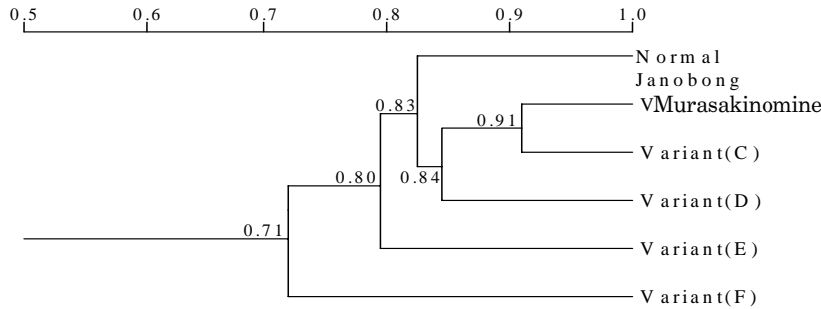 0.5 0.6 0.7 0.8 0.9 1.0
Normal
Janobong
0.83
VMurasakinomine
0.91
Variant(C)
0.80 0.84
Variant(D)
0.71
Variant(E)
Variant(F)